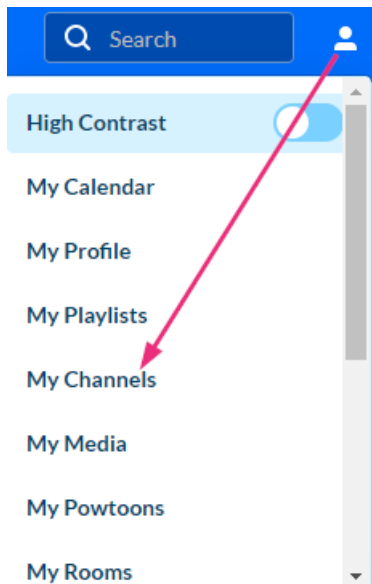 Search
High Contrast
My Calendar
My Profile
My Playlists
My Channels
My Media
My Powtoons
My Rooms